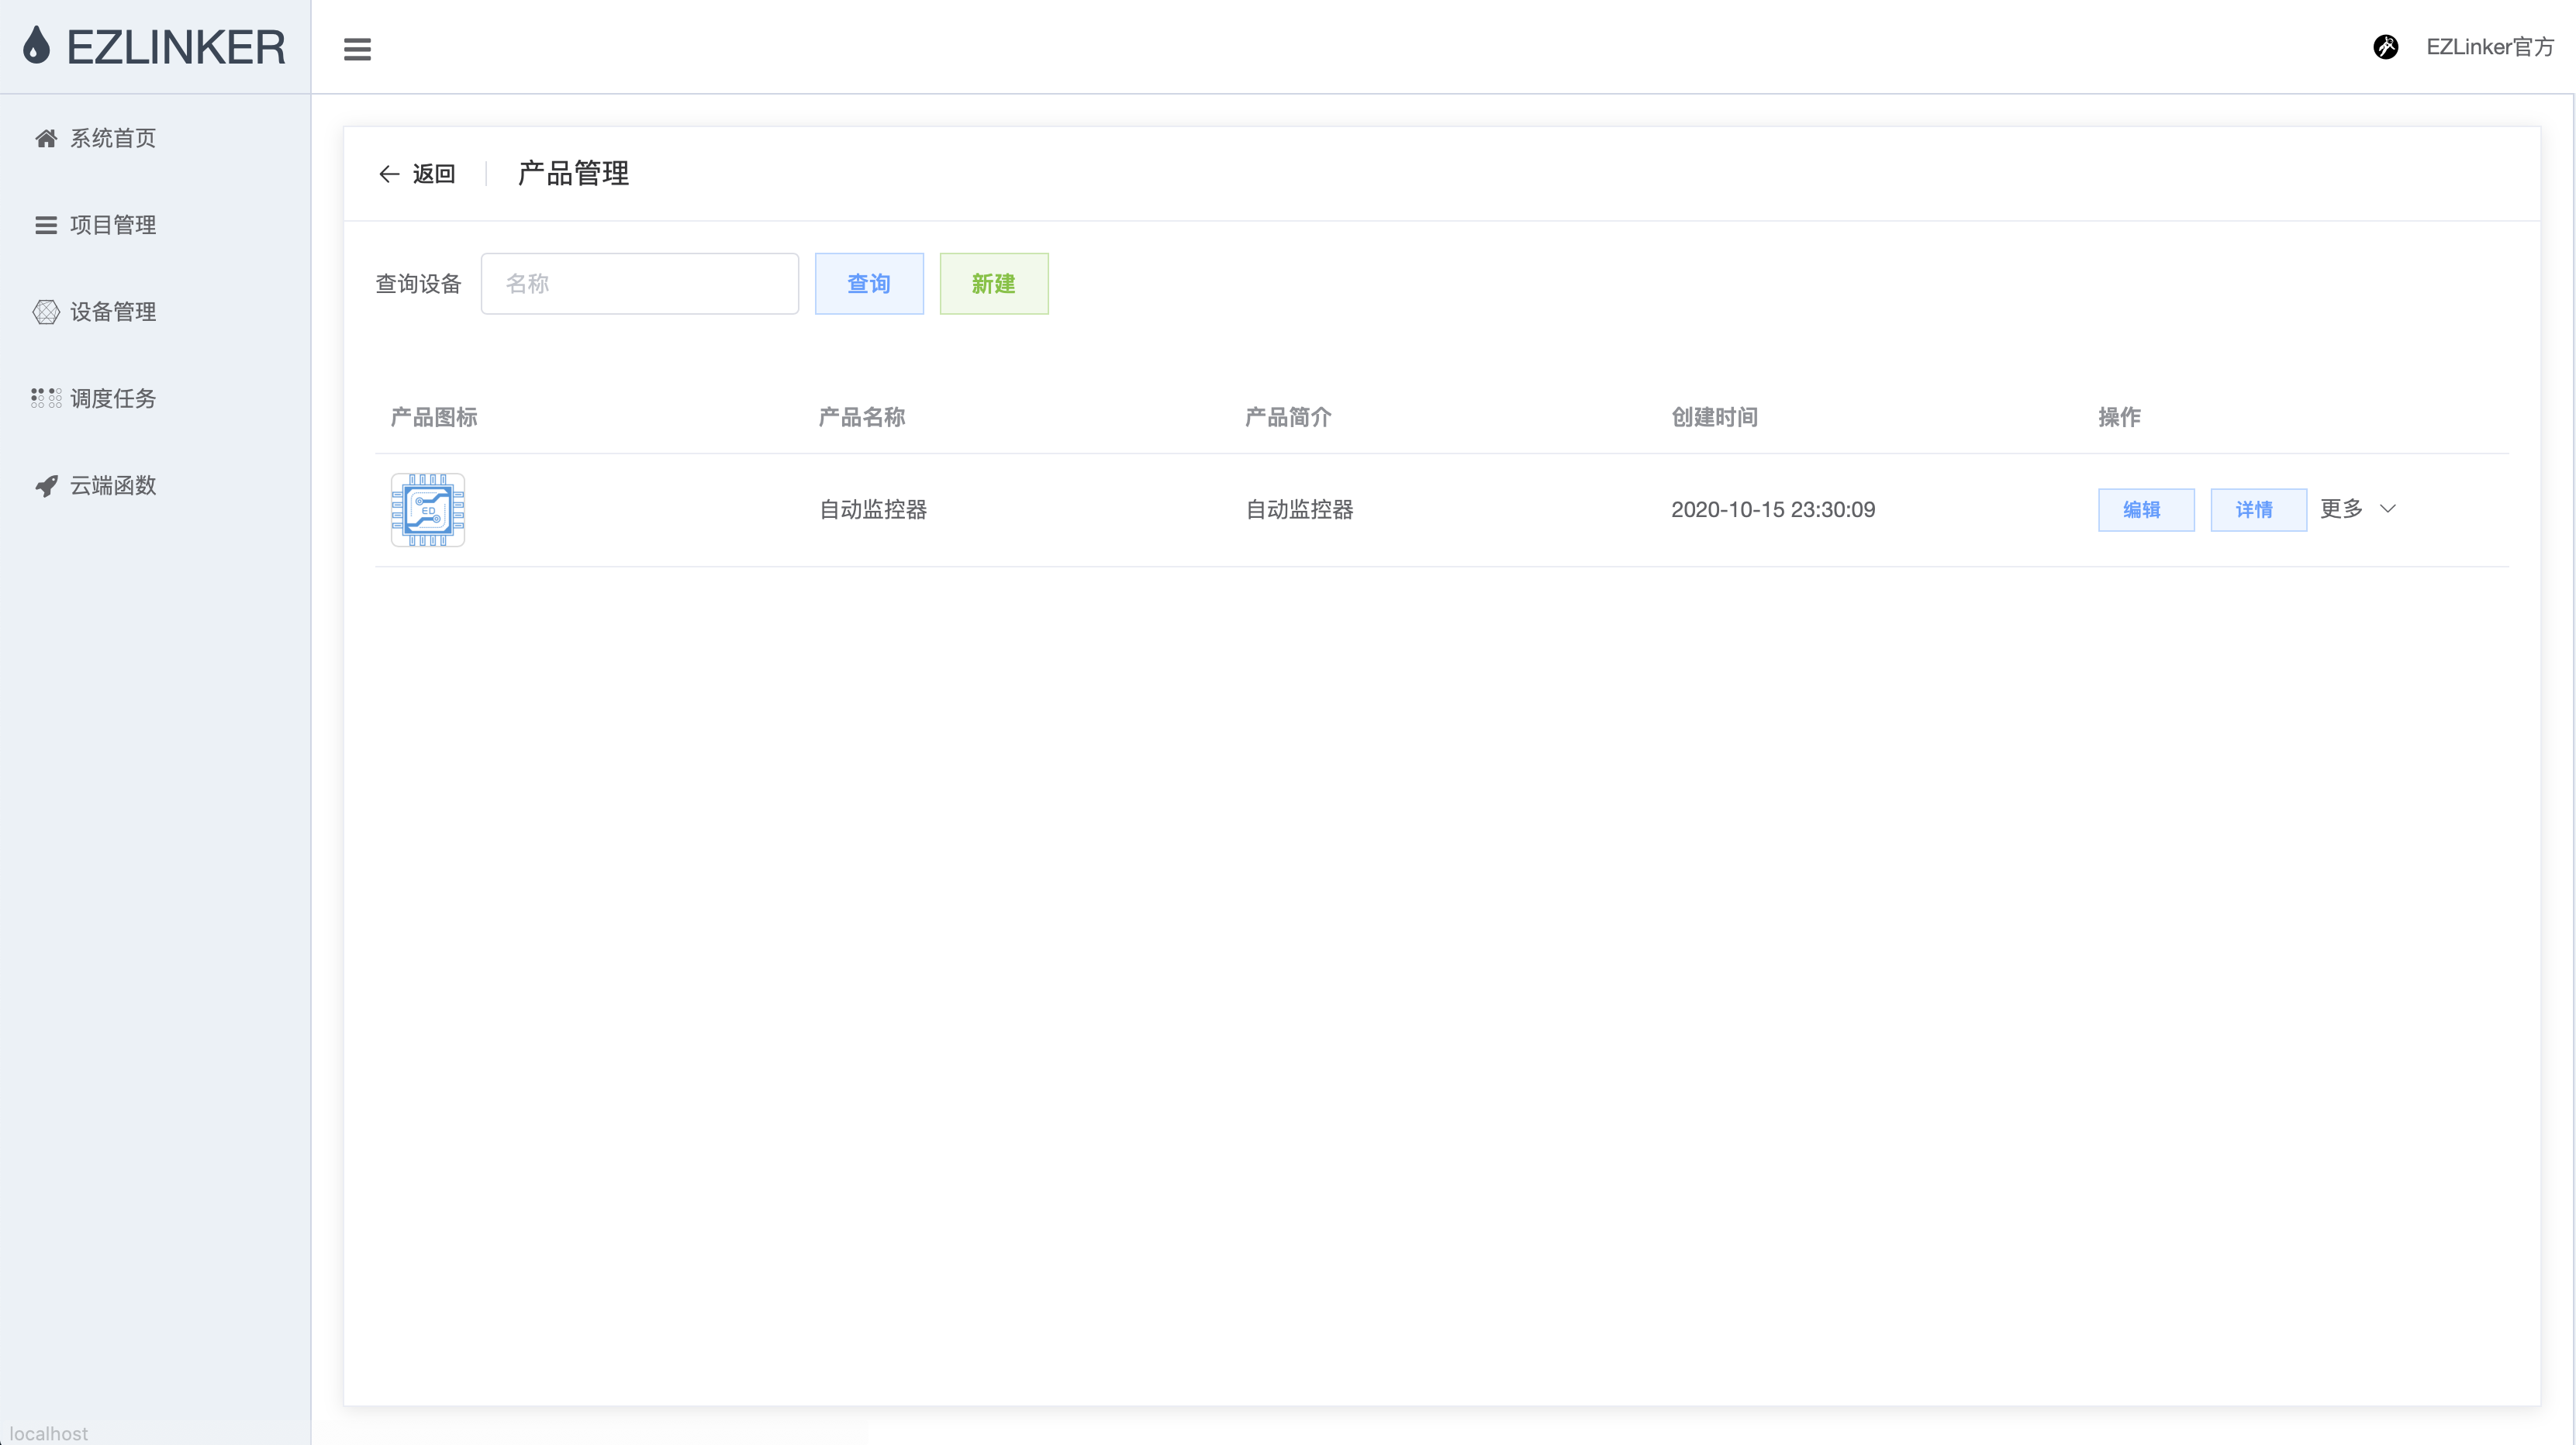 EZLINKER
EZLinker官方
系统首页
项目管理
设备管理
调度任务
云端函数
返回
产品管理
查询设备 名称 查询 新建
产品图标 产品名称 产品简介 创建时间 操作
ED 自动监控器 自动监控器 2020-10-15 23:30:09 编辑 详情 更多
localhost